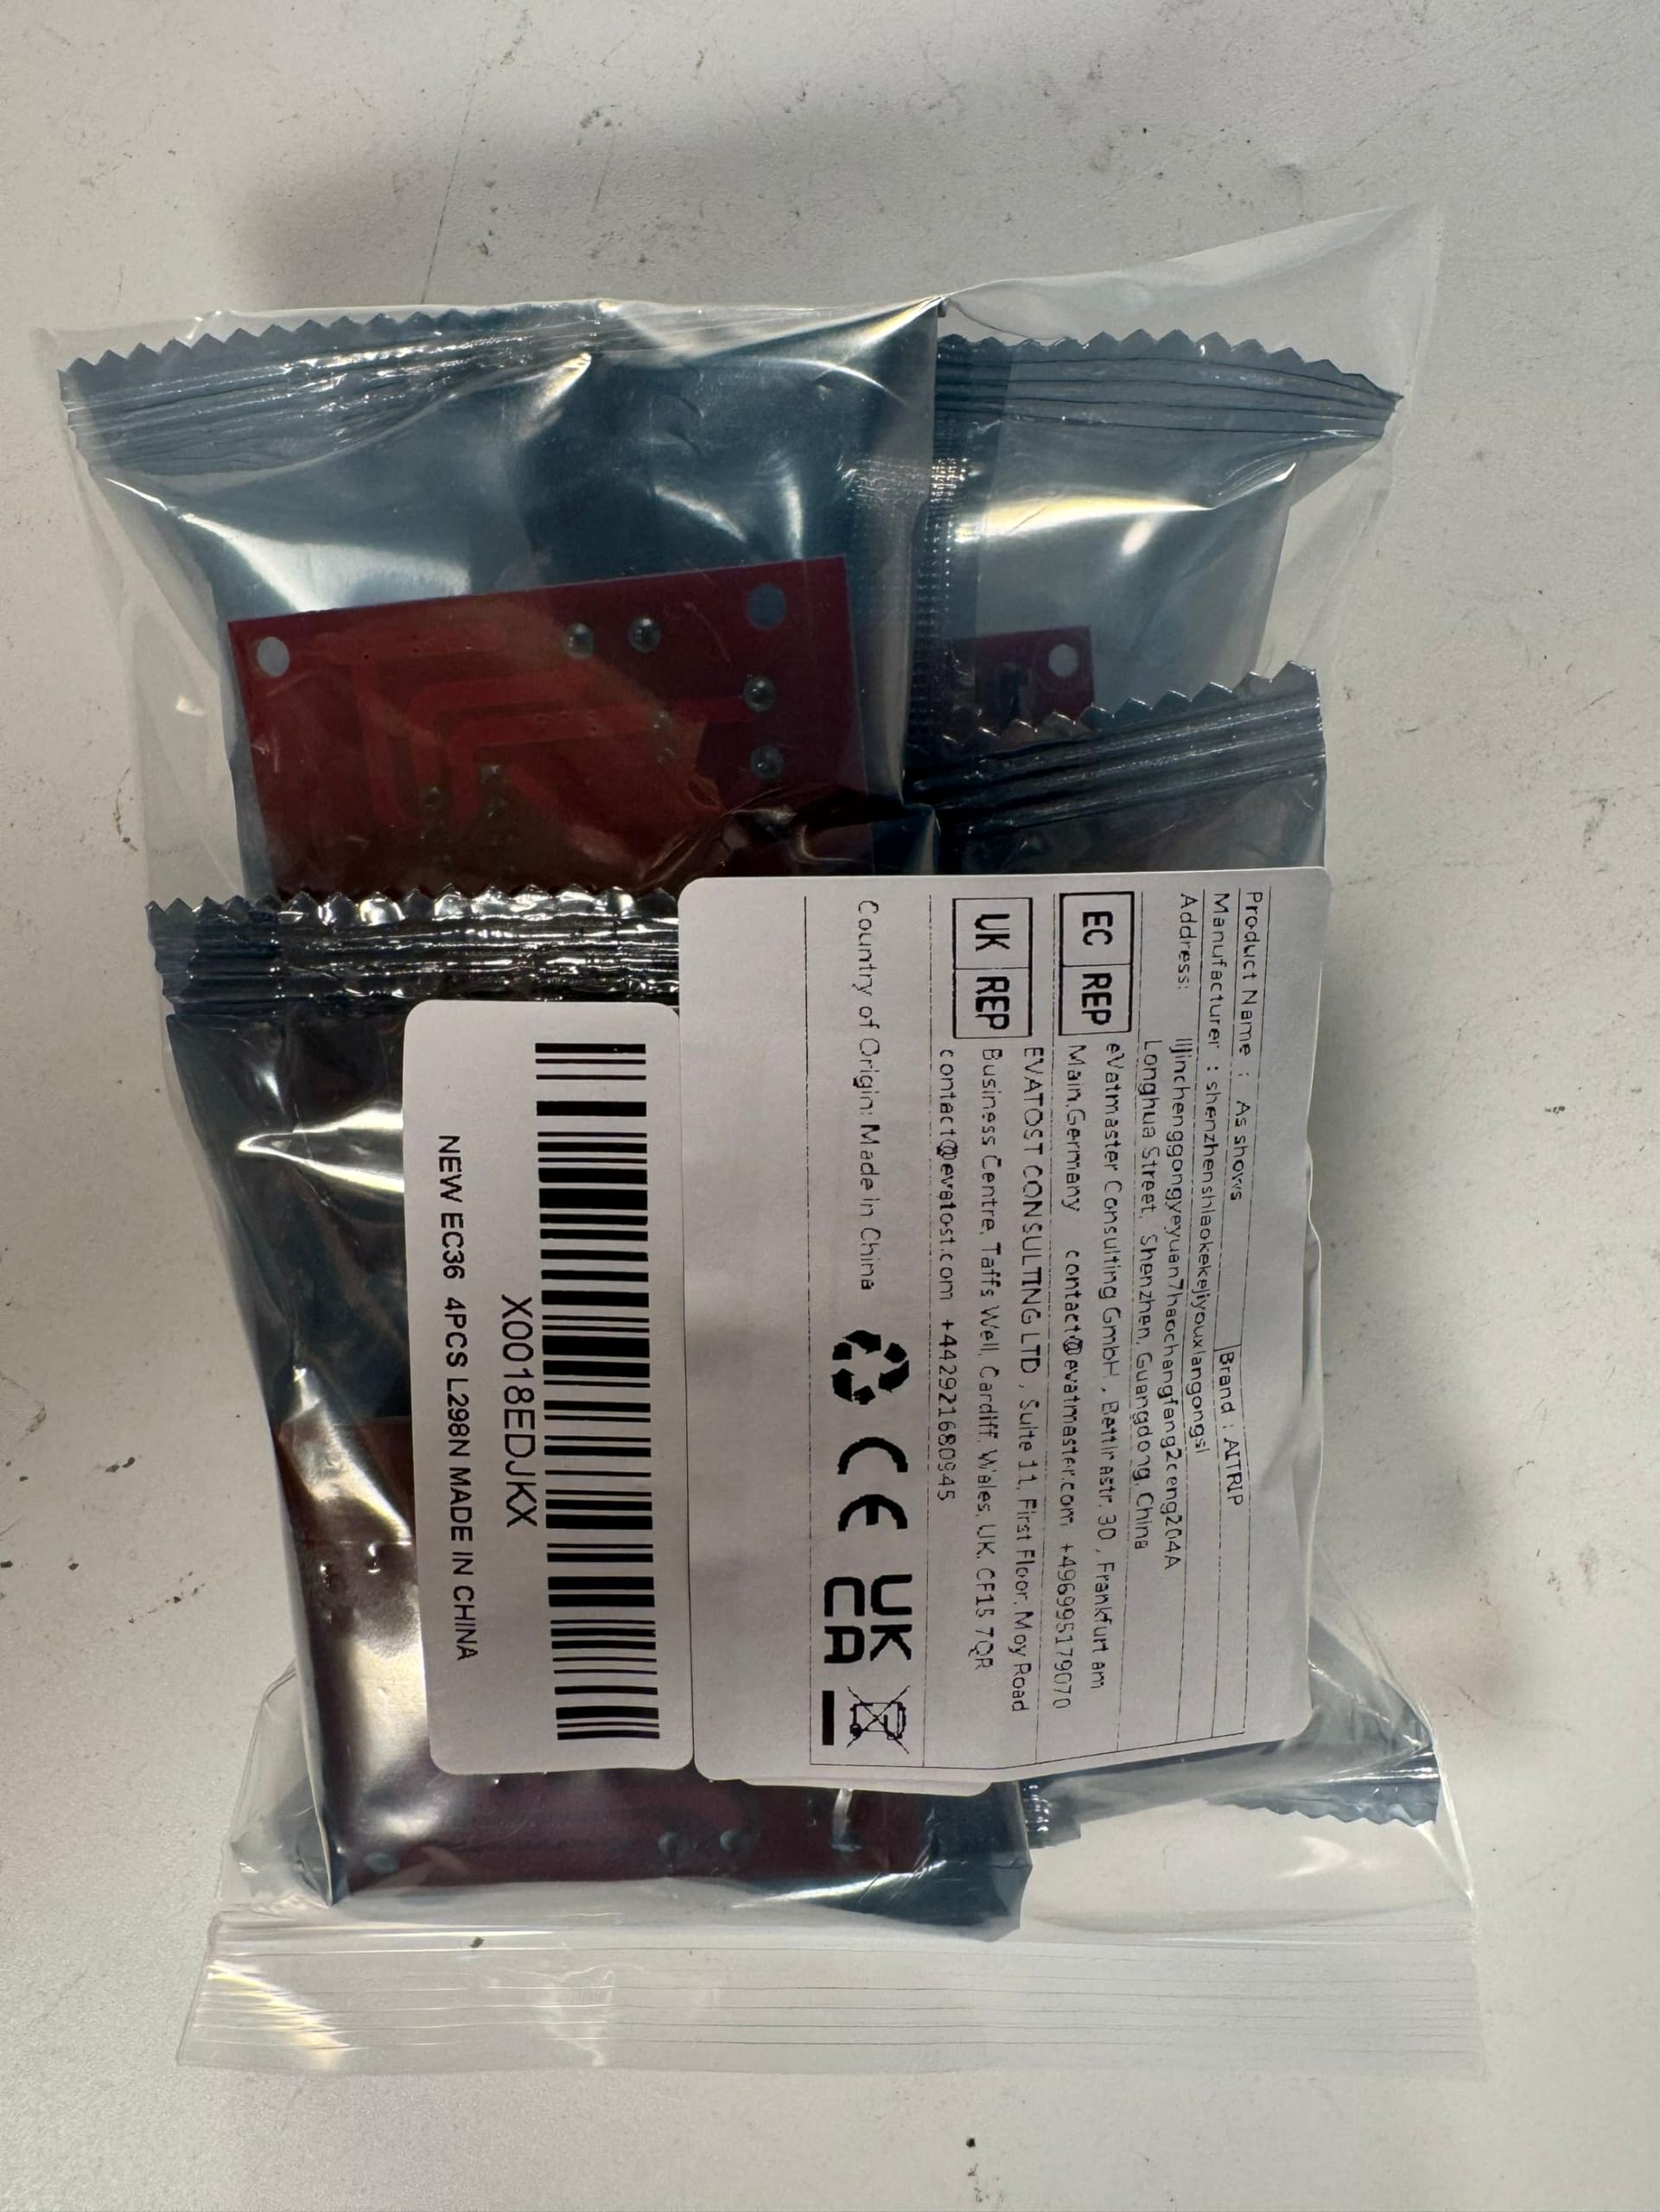 Product Name : As shows Brand : AITRIP
Manufacturer : shenzhenshiaokekejiyouxiangongsi
Address: lijinchenggongyeyuan7haochangfang2ceng204A
Longhua Street, Shenzhen, Guangdong, China
EC REP eVatmaster Consulting GmbH , Bettinastr. 30 , Frankfurt am
Main,Germany contact@evatmaster.com +496995179070
UK REP EVATOST CONSULTING LTD , Suite 11, First Floor, Moy Road
Business Centre, Taffs Well, Cardiff, Wales, UK. CF15 7QR
contact@evatost.com +442921680945
Country of Origin: Made in China CE UK
CA
X0018EDJKX
NEW EC36 4PCS L298N MADE IN CHINA